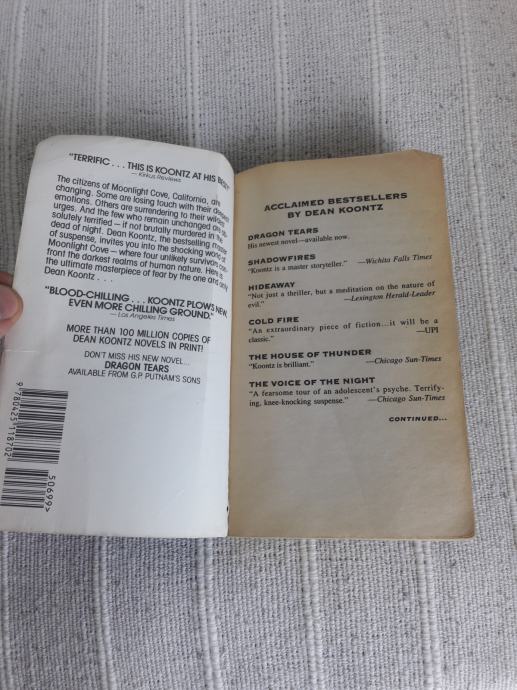 "TERRIFIC . . . THIS IS KOONTZ AT HIS BEST"
— Kirkus Reviews
The citizens of Moonlight Cove, California, are
changing. Some are losing touch with their deepest
emotions. Others are surrendering to their wildest
urges. And the few who remain unchanged are ab-
solutely terrified — if not brutally murdered in the
dead of night. Dean Koontz, the bestselling master
of suspense, invites you into the shocking world of
Moonlight Cove — where four unlikely survivors con-
front the darkest realms of human nature. Here is
the ultimate masterpiece of fear by the one and only
Dean Koontz . . .
"BLOOD-CHILLING . . . KOONTZ PLOWS NEW,
EVEN MORE CHILLING GROUND."
— Los Angeles Times
MORE THAN 100 MILLION COPIES OF
DEAN KOONTZ NOVELS IN PRINT!
DON'T MISS HIS NEW NOVEL...
DRAGON TEARS
AVAILABLE FROM G.P. PUTNAM'S SONS
9 780425 118702
50699>
ACCLAIMED BESTSELLERS
BY DEAN KOONTZ
DRAGON TEARS
His newest novel—available now.
SHADOWFIRES
"Koontz is a master storyteller." —Wichita Falls Times
HIDEAWAY
"Not just a thriller, but a meditation on the nature of
evil." —Lexington Herald-Leader
COLD FIRE
"An extraordinary piece of fiction...it will be a
classic." —UPI
THE HOUSE OF THUNDER
"Koontz is brilliant." —Chicago Sun-Times
THE VOICE OF THE NIGHT
"A fearsome tour of an adolescent's psyche. Terrify-
ing, knee-knocking suspense." —Chicago Sun-Times
CONTINUED...